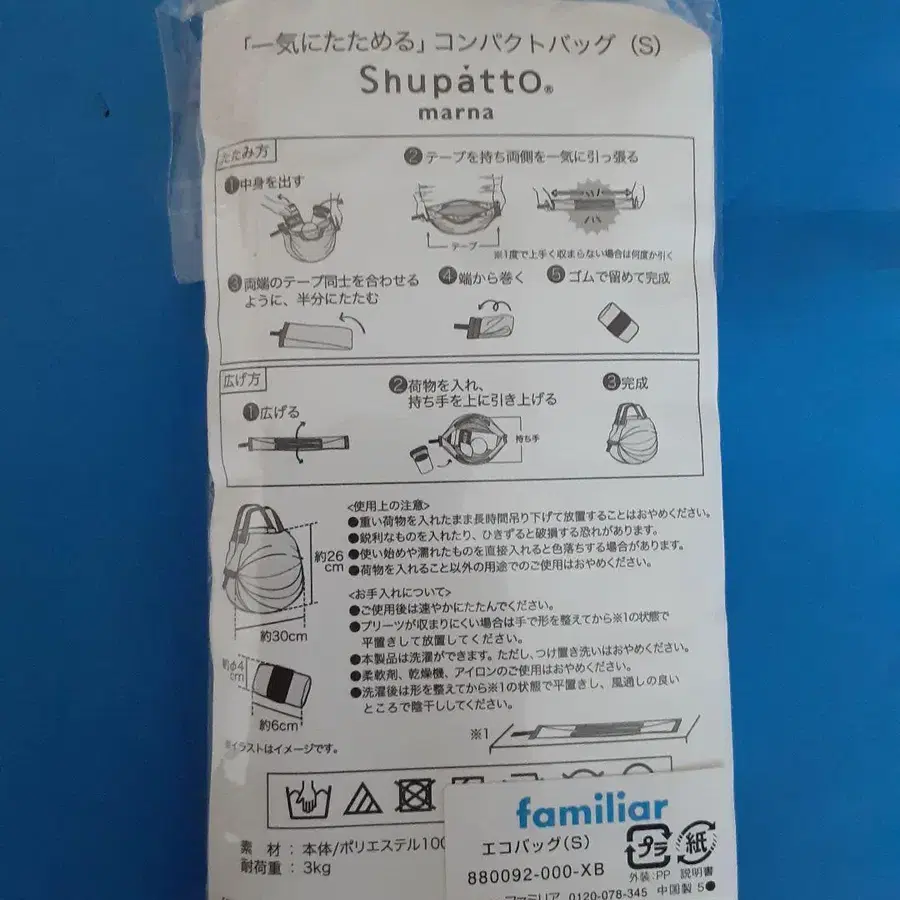 「一気にたためる」コンパクトバッグ（S）
Shupatto®
marna
たたみ方
❶中身を出す
❷テープを持ち両側を一気に引っ張る
テープ
※1度で上手く収まらない場合は何度か引く
❸両端のテープ同士を合わせる
ように、半分にたたむ
❹端から巻く
❺ゴムで留めて完成
広げ方
❶広げる
❷荷物を入れ、
持ち手を上に引き上げる
持ち手
❸完成
<使用上の注意>
●重い荷物を入れたまま長時間吊り下げて放置することはおやめください。
●鋭利なものを入れたり、ひきずると破損する恐れがあります。
●使い始めや濡れたものを直接入れると色落ちする場合があります。
●荷物を入れること以外の用途でのご使用はおやめください。
約26
cm
約30cm
<お手入れについて>
●ご使用後は速やかにたたんでください。
●プリーツが収まりにくい場合は手で形を整えてから※1の状態で
平置きして放置してください。
●本製品は洗濯ができます。ただし、つけ置き洗いはおやめください。
●柔軟剤、乾燥機、アイロンのご使用はおやめください。
●洗濯後は形を整えてから※1の状態で平置きし、風通しの良い
ところで陰干ししてください。
約φ4
cm
約6cm
※イラストはイメージです。
※1
素 材：本体/ポリエステル100
耐荷重：3kg
familiar
エコバッグ(S)
880092-000-XB
プラ
紙
外装:PP 説明書
ファミリア 0120-078-345 中国製 5●